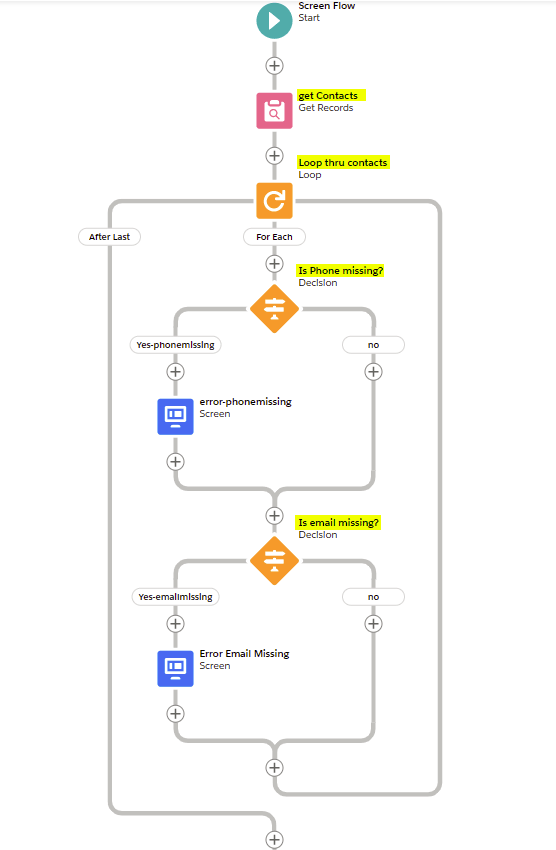 Screen Flow
Start
get Contacts
Get Records
Loop thru contacts
Loop
After Last
For Each
Is Phone missing?
Decision
Yes-phonemissing
no
error-phonemissing
Screen
Is email missing?
Decision
Yes-emailmissing
no
Error Email Missing
Screen